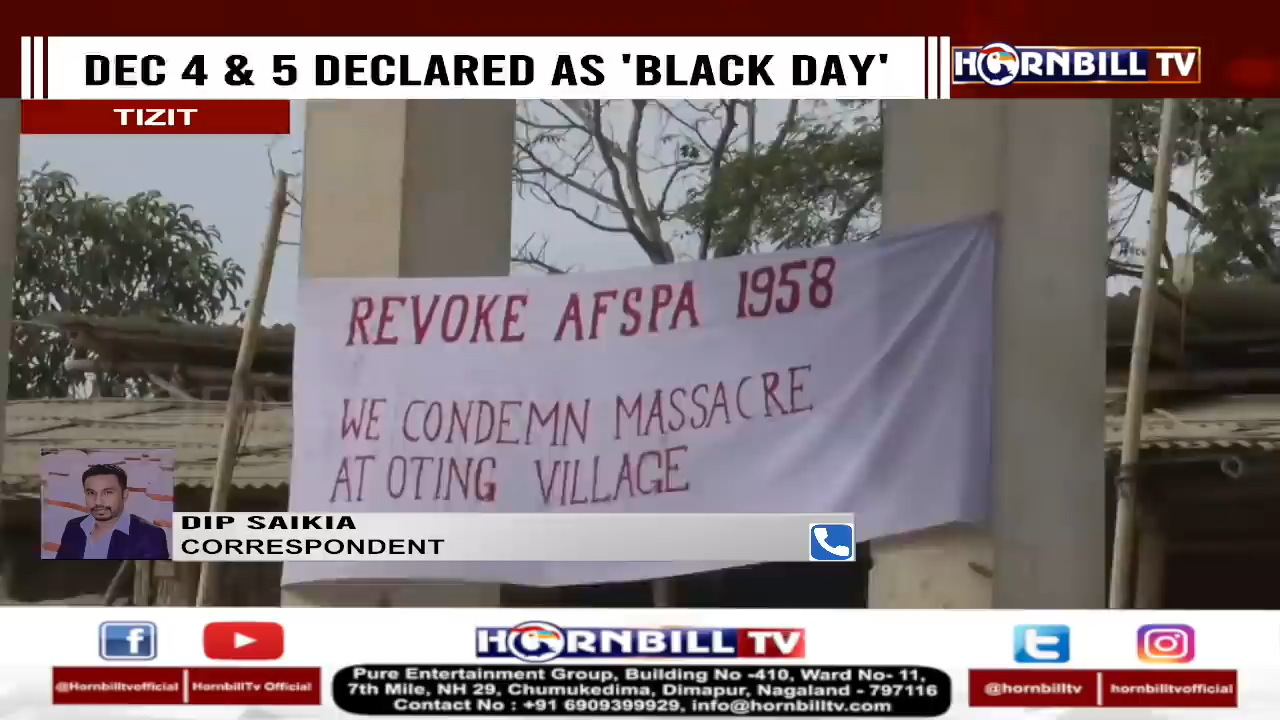 DEC 4 & 5 DECLARED AS 'BLACK DAY'
HORNBILL TV
TIZIT
REVOKE AFSPA 1958
WE CONDEMN MASSACRE
AT OTING VILLAGE
DIP SAIKIA
CORRESPONDENT
HORNBILL TV
@Hornbilltvofficial
HornbillTv Official
Pure Entertainment Group, Building No -410, Ward No- 11,
7th Mile, NH 29, Chumukedima, Dimapur, Nagaland - 797116
Contact No : +91 6909399929, info@hornbilltv.com
@hornbilltv
hornbilltvofficial